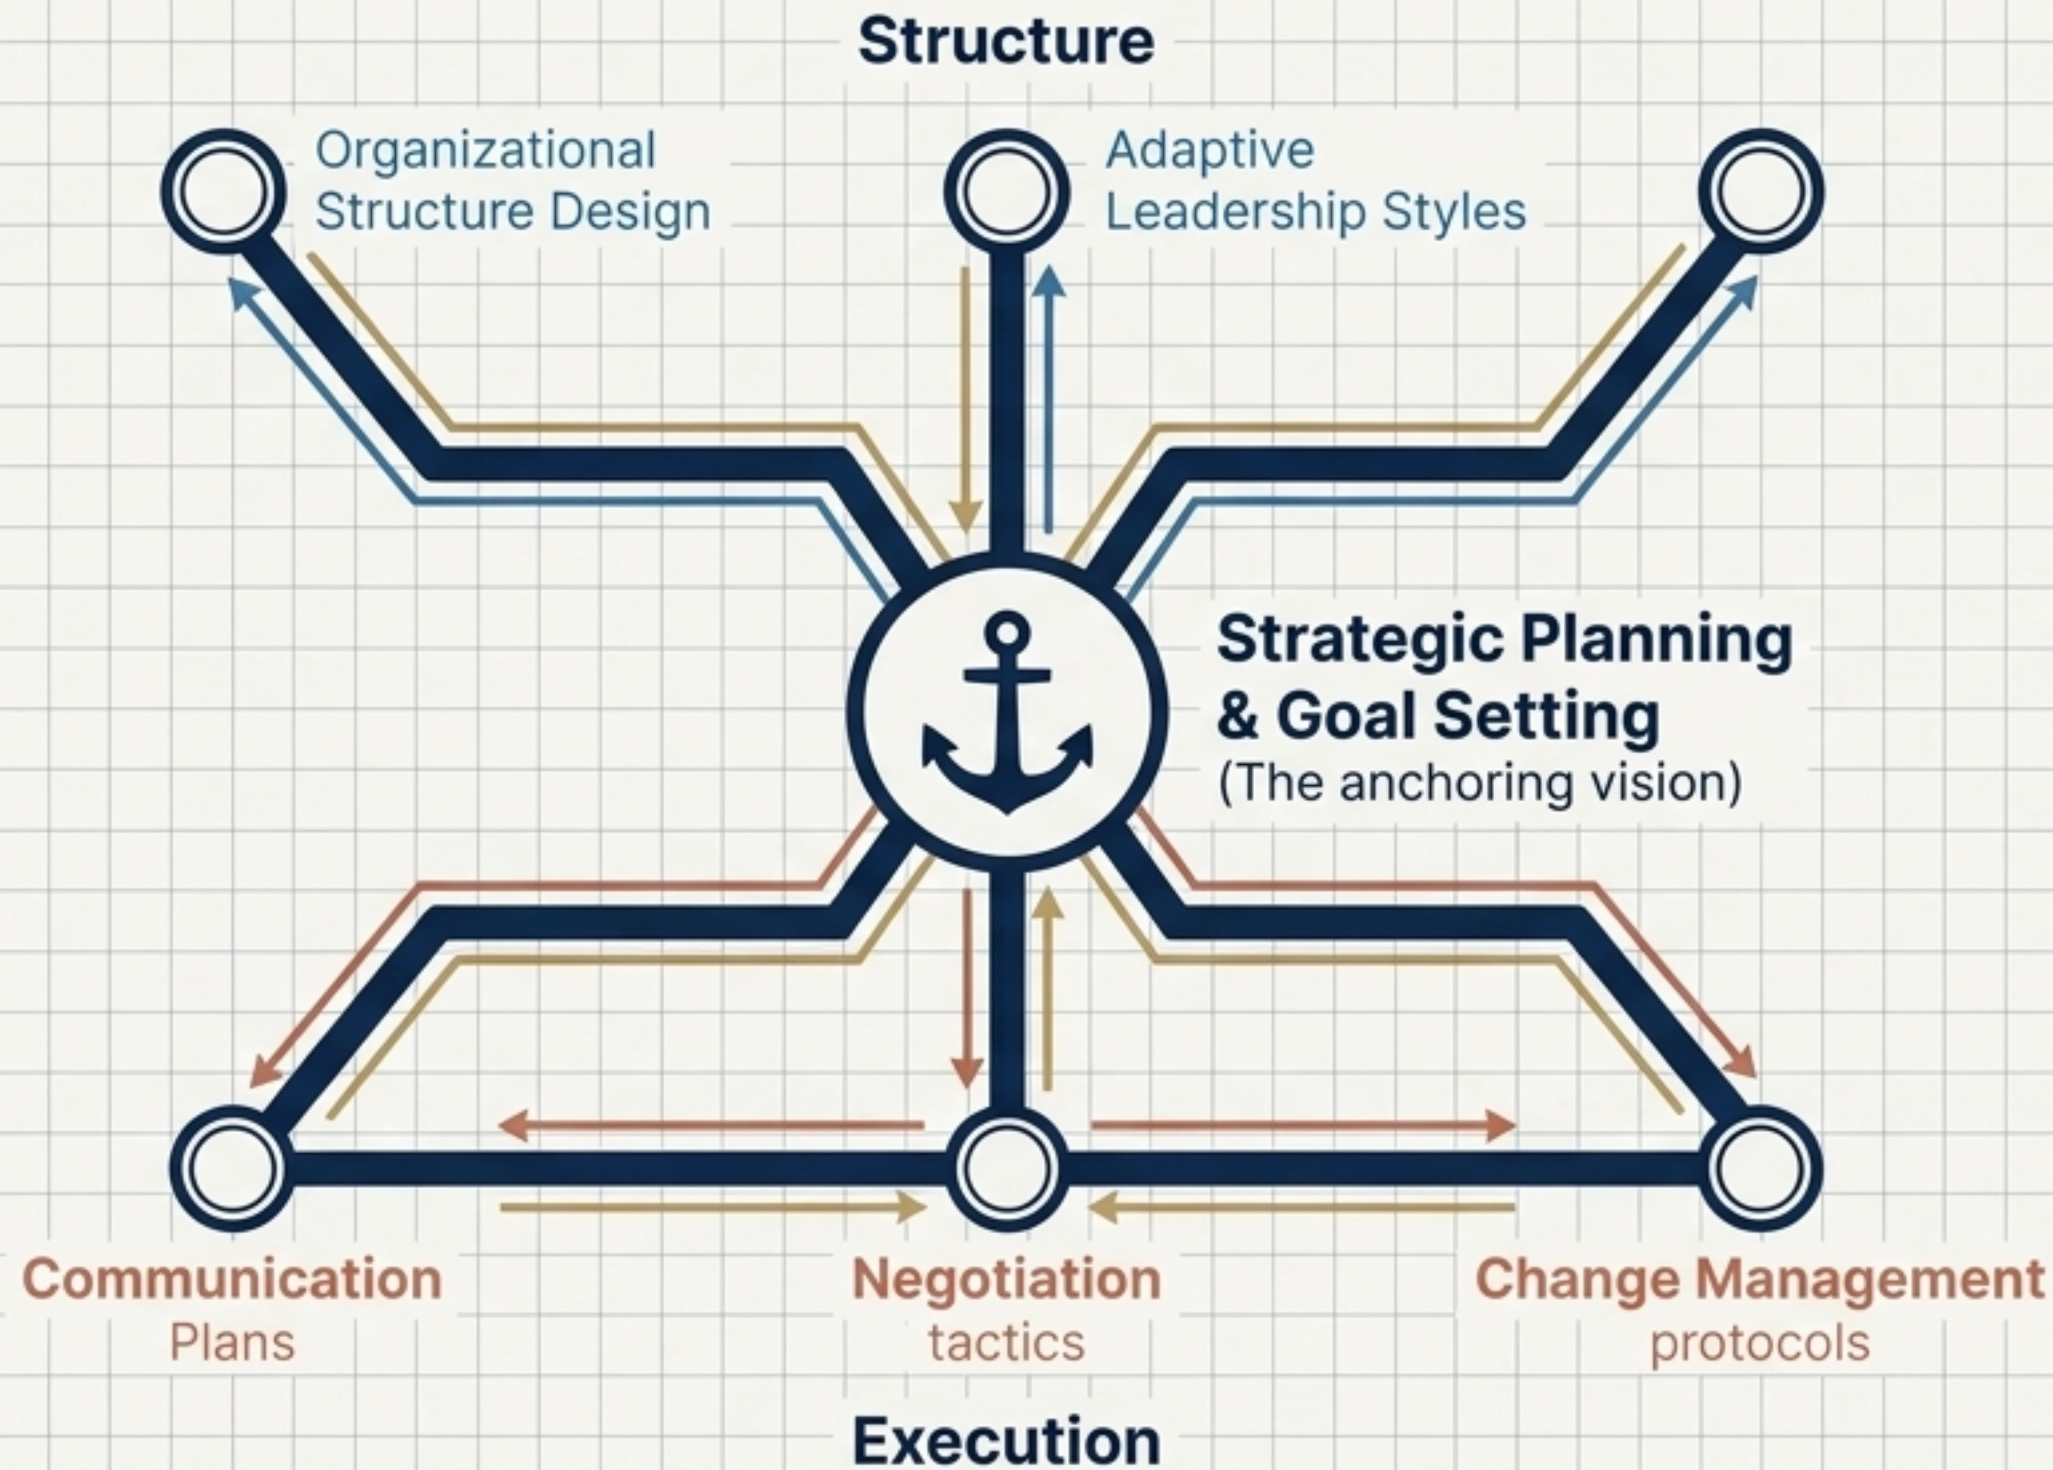 Structure
Organizational
Structure Design
Adaptive
Leadership Styles
Strategic Planning
& Goal Setting
(The anchoring vision)
Communication
Plans
Negotiation
tactics
Change Management
protocols
Execution